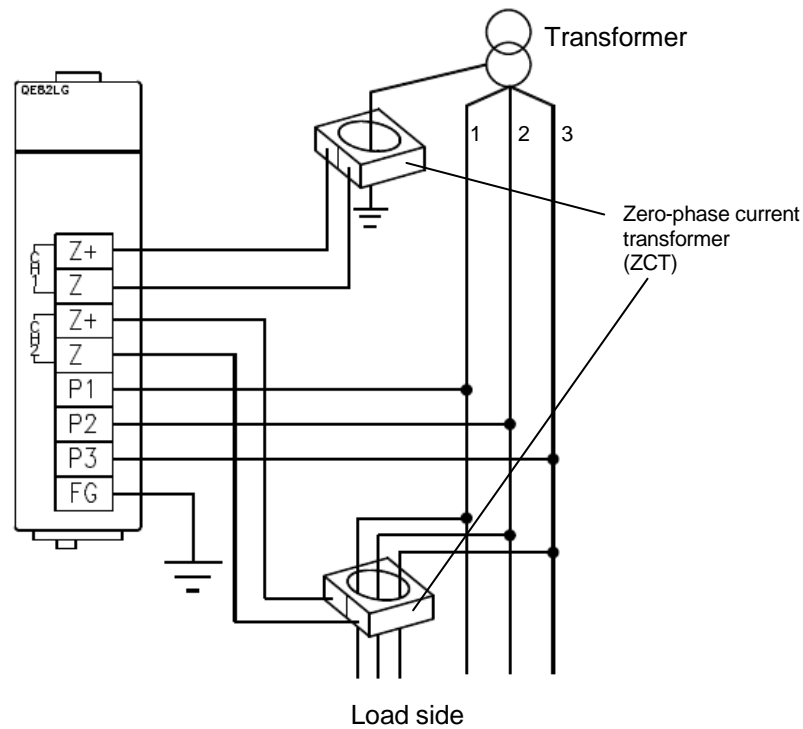 Transformer
QE82LG
1
2
3
Zero-phase current
transformer
(ZCT)
CH1
Z+
Z
CH2
Z+
Z
P1
P2
P3
FG
Load side